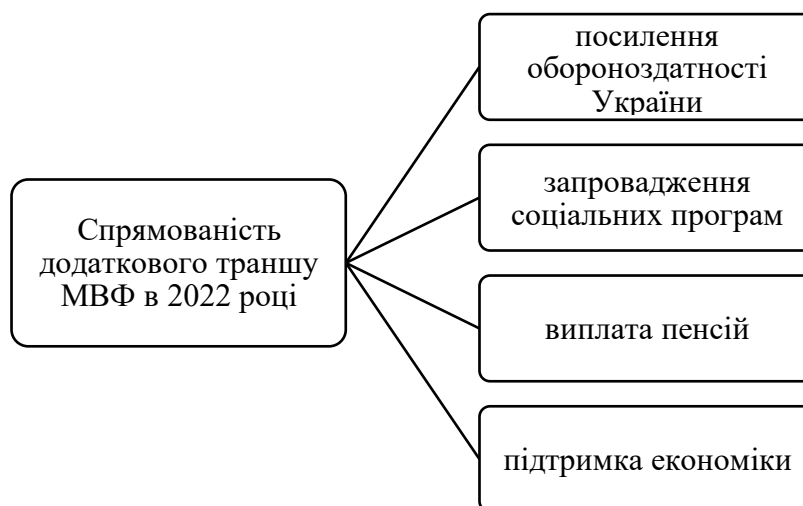 посилення
обороноздатності
України
запровадження
соціальних програм
Спрямованість
додаткового траншу
МВФ в 2022 році
виплата пенсій
підтримка економіки